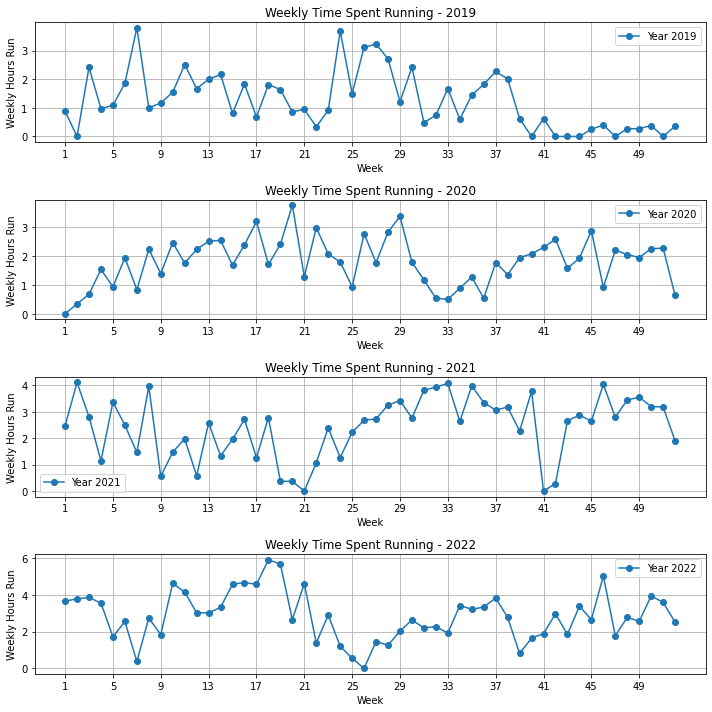 Weekly Time Spent Running - 2019
Weekly Hours Run
3
2
1
0
Year 2019
1 5 9 13 17 21 25 29 33 37 41 45 49
Week
Weekly Time Spent Running - 2020
Weekly Hours Run
3
2
1
0
Year 2020
1 5 9 13 17 21 25 29 33 37 41 45 49
Week
Weekly Time Spent Running - 2021
Weekly Hours Run
4
3
2
1
0
Year 2021
1 5 9 13 17 21 25 29 33 37 41 45 49
Week
Weekly Time Spent Running - 2022
Weekly Hours Run
6
4
2
0
Year 2022
1 5 9 13 17 21 25 29 33 37 41 45 49
Week